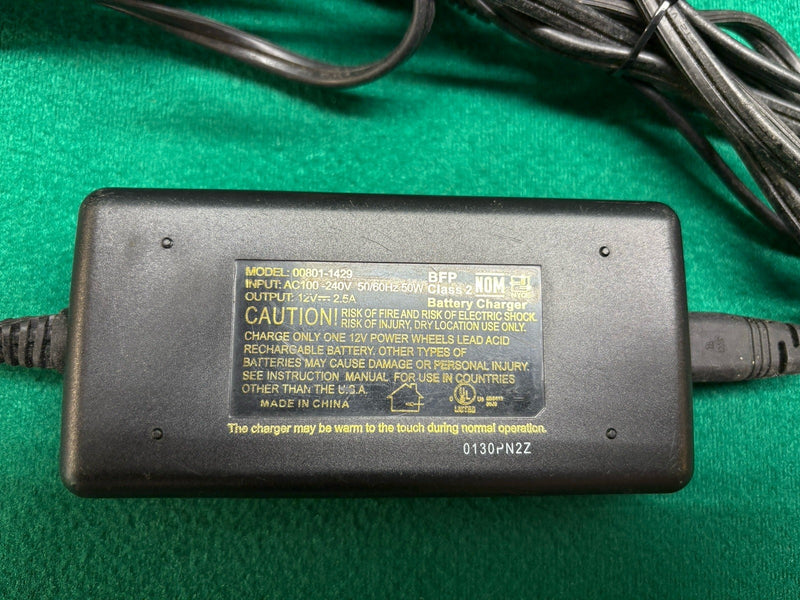 MODEL: 00801-1429
INPUT: AC100 -240V 50/60Hz 50W
OUTPUT: 12V⎓ 2.5A
BFP
Class 2
Battery Charger
NOM
CAUTION! RISK OF FIRE AND RISK OF ELECTRIC SHOCK.
RISK OF INJURY, DRY LOCATION USE ONLY.
CHARGE ONLY ONE 12V POWER WHEELS LEAD ACID
RECHARGABLE BATTERY. OTHER TYPES OF
BATTERIES MAY CAUSE DAMAGE OR PERSONAL INJURY.
SEE INSTRUCTION MANUAL FOR USE IN COUNTRIES
OTHER THAN THE U.S.A
MADE IN CHINA
C UL US
LISTED
The charger may be warm to the touch during normal operation.
0130PN2Z